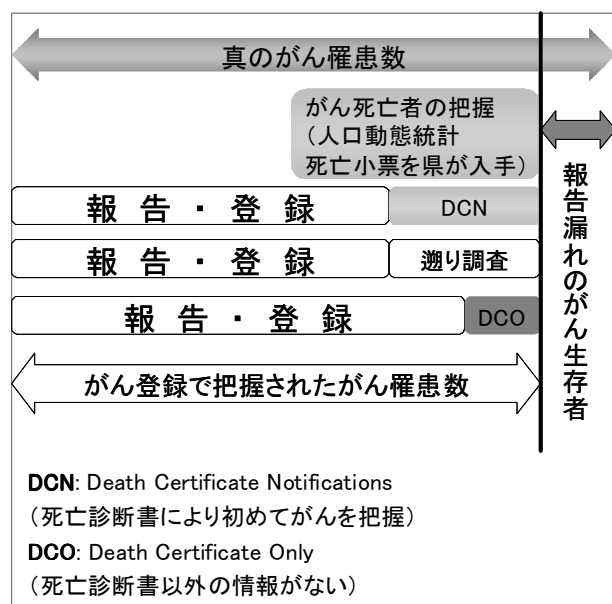 真のがん罹患数
がん死亡者の把握
（人口動態統計
死亡小票を県が入手）
報告漏れのがん生存者
報 告 ・ 登 録
DCN
報 告 ・ 登 録
遡り調査
報 告 ・ 登 録
DCO
がん登録で把握されたがん罹患数
DCN: Death Certificate Notifications
（死亡診断書により初めてがんを把握）
DCO: Death Certificate Only
（死亡診断書以外の情報がない）